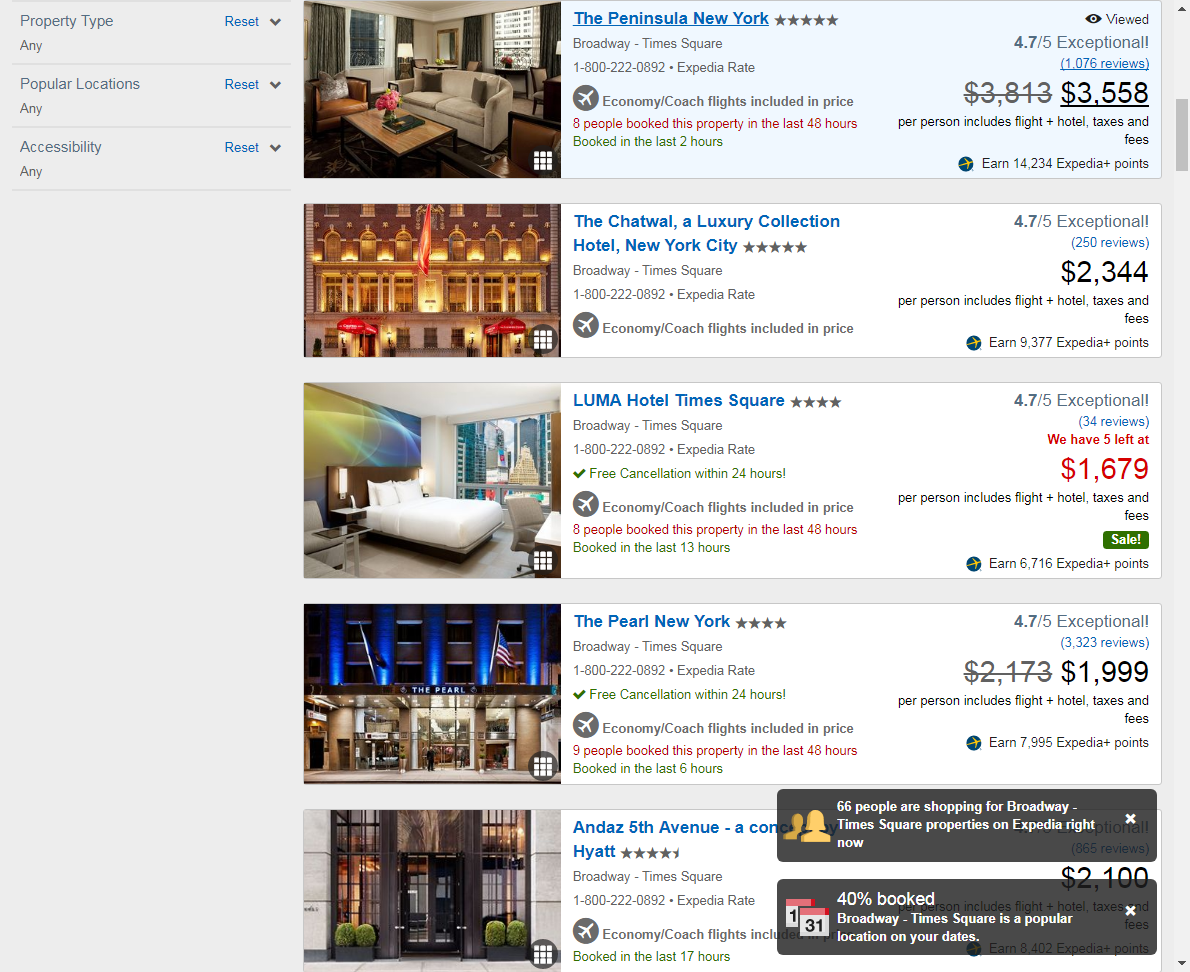 Property Type
Reset
Any
Popular Locations
Reset
Any
Accessibility
Reset
Any
The Peninsula New York
Viewed
Broadway - Times Square
4.7/5 Exceptional!
1-800-222-0892 • Expedia Rate
(1,076 reviews)
Economy/Coach flights included in price
$3,813 $3,558
8 people booked this property in the last 48 hours
per person includes flight + hotel, taxes and
fees
Booked in the last 2 hours
Earn 14,234 Expedia+ points
The Chatwal, a Luxury Collection
Hotel, New York City
4.7/5 Exceptional!
(250 reviews)
Broadway - Times Square
$2,344
1-800-222-0892 • Expedia Rate
per person includes flight + hotel, taxes and
fees
Economy/Coach flights included in price
Earn 9,377 Expedia+ points
LUMA Hotel Times Square
4.7/5 Exceptional!
Broadway - Times Square
(34 reviews)
We have 5 left at
1-800-222-0892 • Expedia Rate
$1,679
Free Cancellation within 24 hours!
per person includes flight + hotel, taxes and
fees
Economy/Coach flights included in price
8 people booked this property in the last 48 hours
Sale!
Booked in the last 13 hours
Earn 6,716 Expedia+ points
THE PEARL
The Pearl New York
4.7/5 Exceptional!
Broadway - Times Square
(3,323 reviews)
1-800-222-0892 • Expedia Rate
$2,173 $1,999
Free Cancellation within 24 hours!
per person includes flight + hotel, taxes and
fees
Economy/Coach flights included in price
9 people booked this property in the last 48 hours
Earn 7,995 Expedia+ points
Booked in the last 6 hours
Andaz 5th Avenue - a concept by
Hyatt
Broadway - Times Square
(865 reviews)
1-800-222-0892 • Expedia Rate
$2,100
per person includes flight + hotel, taxes and
fees
Economy/Coach flights included in price
Booked in the last 17 hours
Earn 8,402 Expedia+ points
66 people are shopping for Broadway -
Times Square properties on Expedia right
now
1
31
40% booked
Broadway - Times Square is a popular
location on your dates.